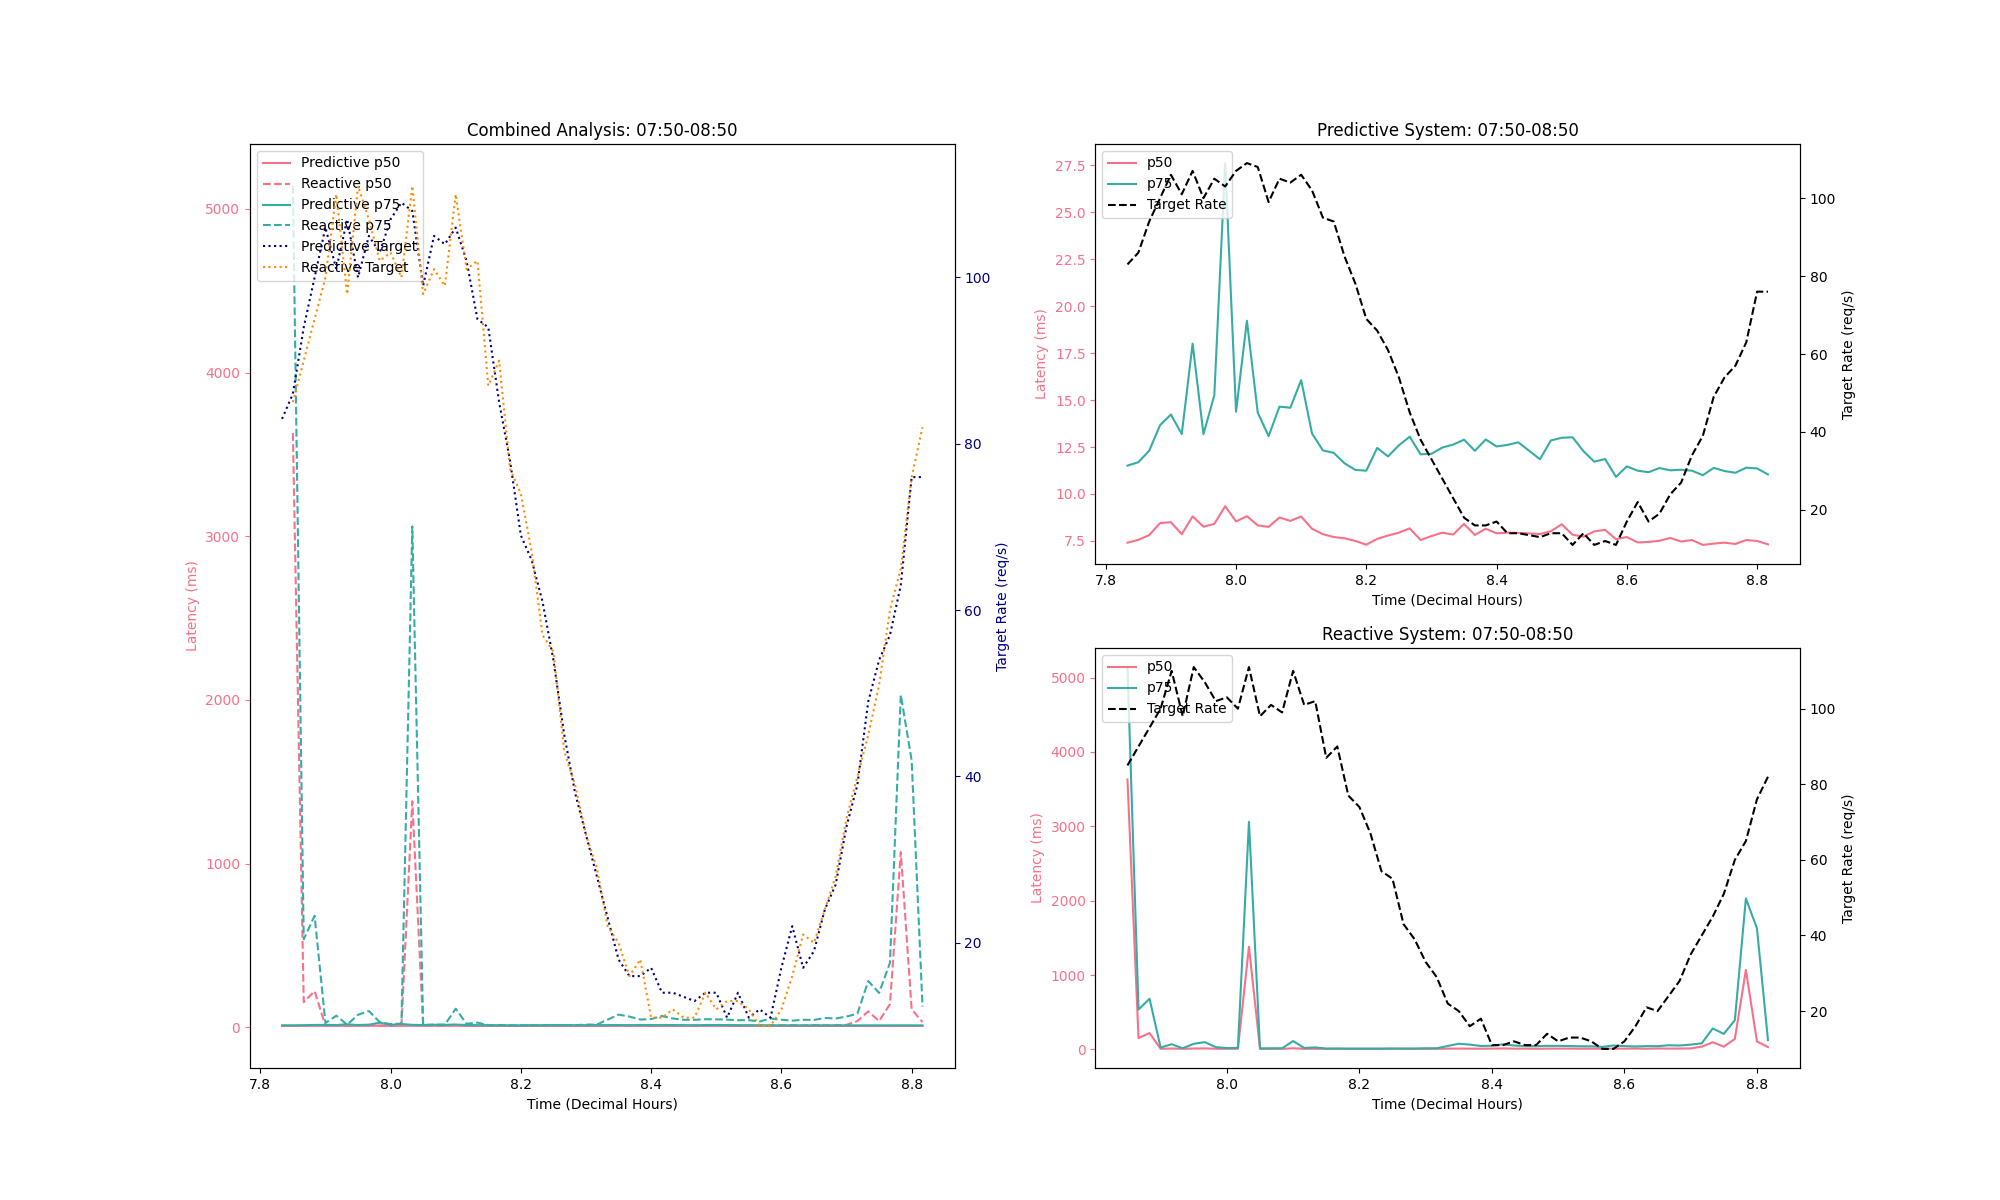 Combined Analysis: 07:50-08:50
Predictive p50
Reactive p50
Predictive p75
Reactive p75
Predictive Target
Reactive Target
5000
4000
3000
2000
1000
0
Latency (ms)
100
80
60
40
20
Target Rate (req/s)
7.8 8.0 8.2 8.4 8.6 8.8
Time (Decimal Hours)
Predictive System: 07:50-08:50
p50
p75
Target Rate
27.5
25.0
22.5
20.0
17.5
15.0
12.5
10.0
7.5
Latency (ms)
100
80
60
40
20
Target Rate (req/s)
7.8 8.0 8.2 8.4 8.6 8.8
Time (Decimal Hours)
Reactive System: 07:50-08:50
p50
p75
Target Rate
5000
4000
3000
2000
1000
0
Latency (ms)
100
80
60
40
20
Target Rate (req/s)
8.0 8.2 8.4 8.6 8.8
Time (Decimal Hours)